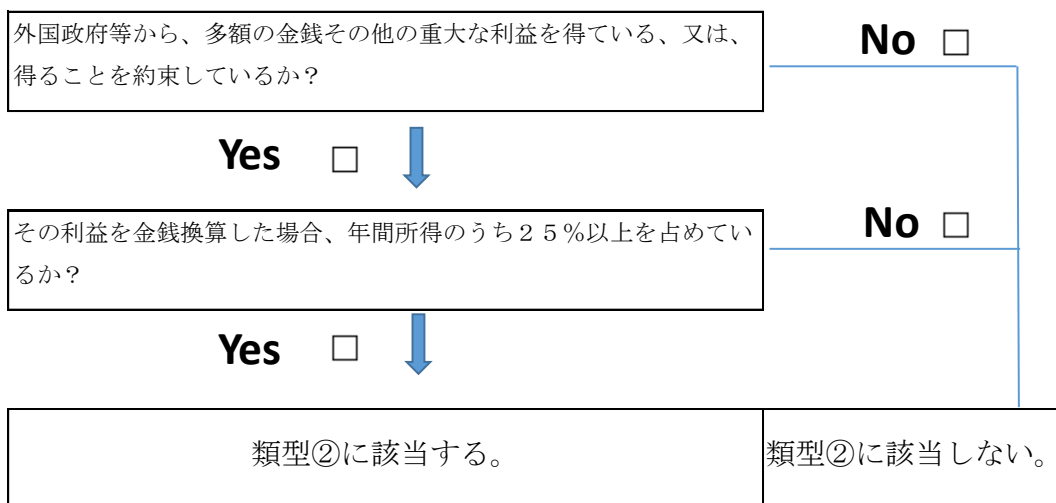 外国政府等から、多額の金銭その他の重大な利益を得ている、又は、
得ることを約束しているか？
No □
Yes □
その利益を金銭換算した場合、年間所得のうち２５％以上を占めてい
るか？
No □
Yes □
類型②に該当する。
類型②に該当しない。